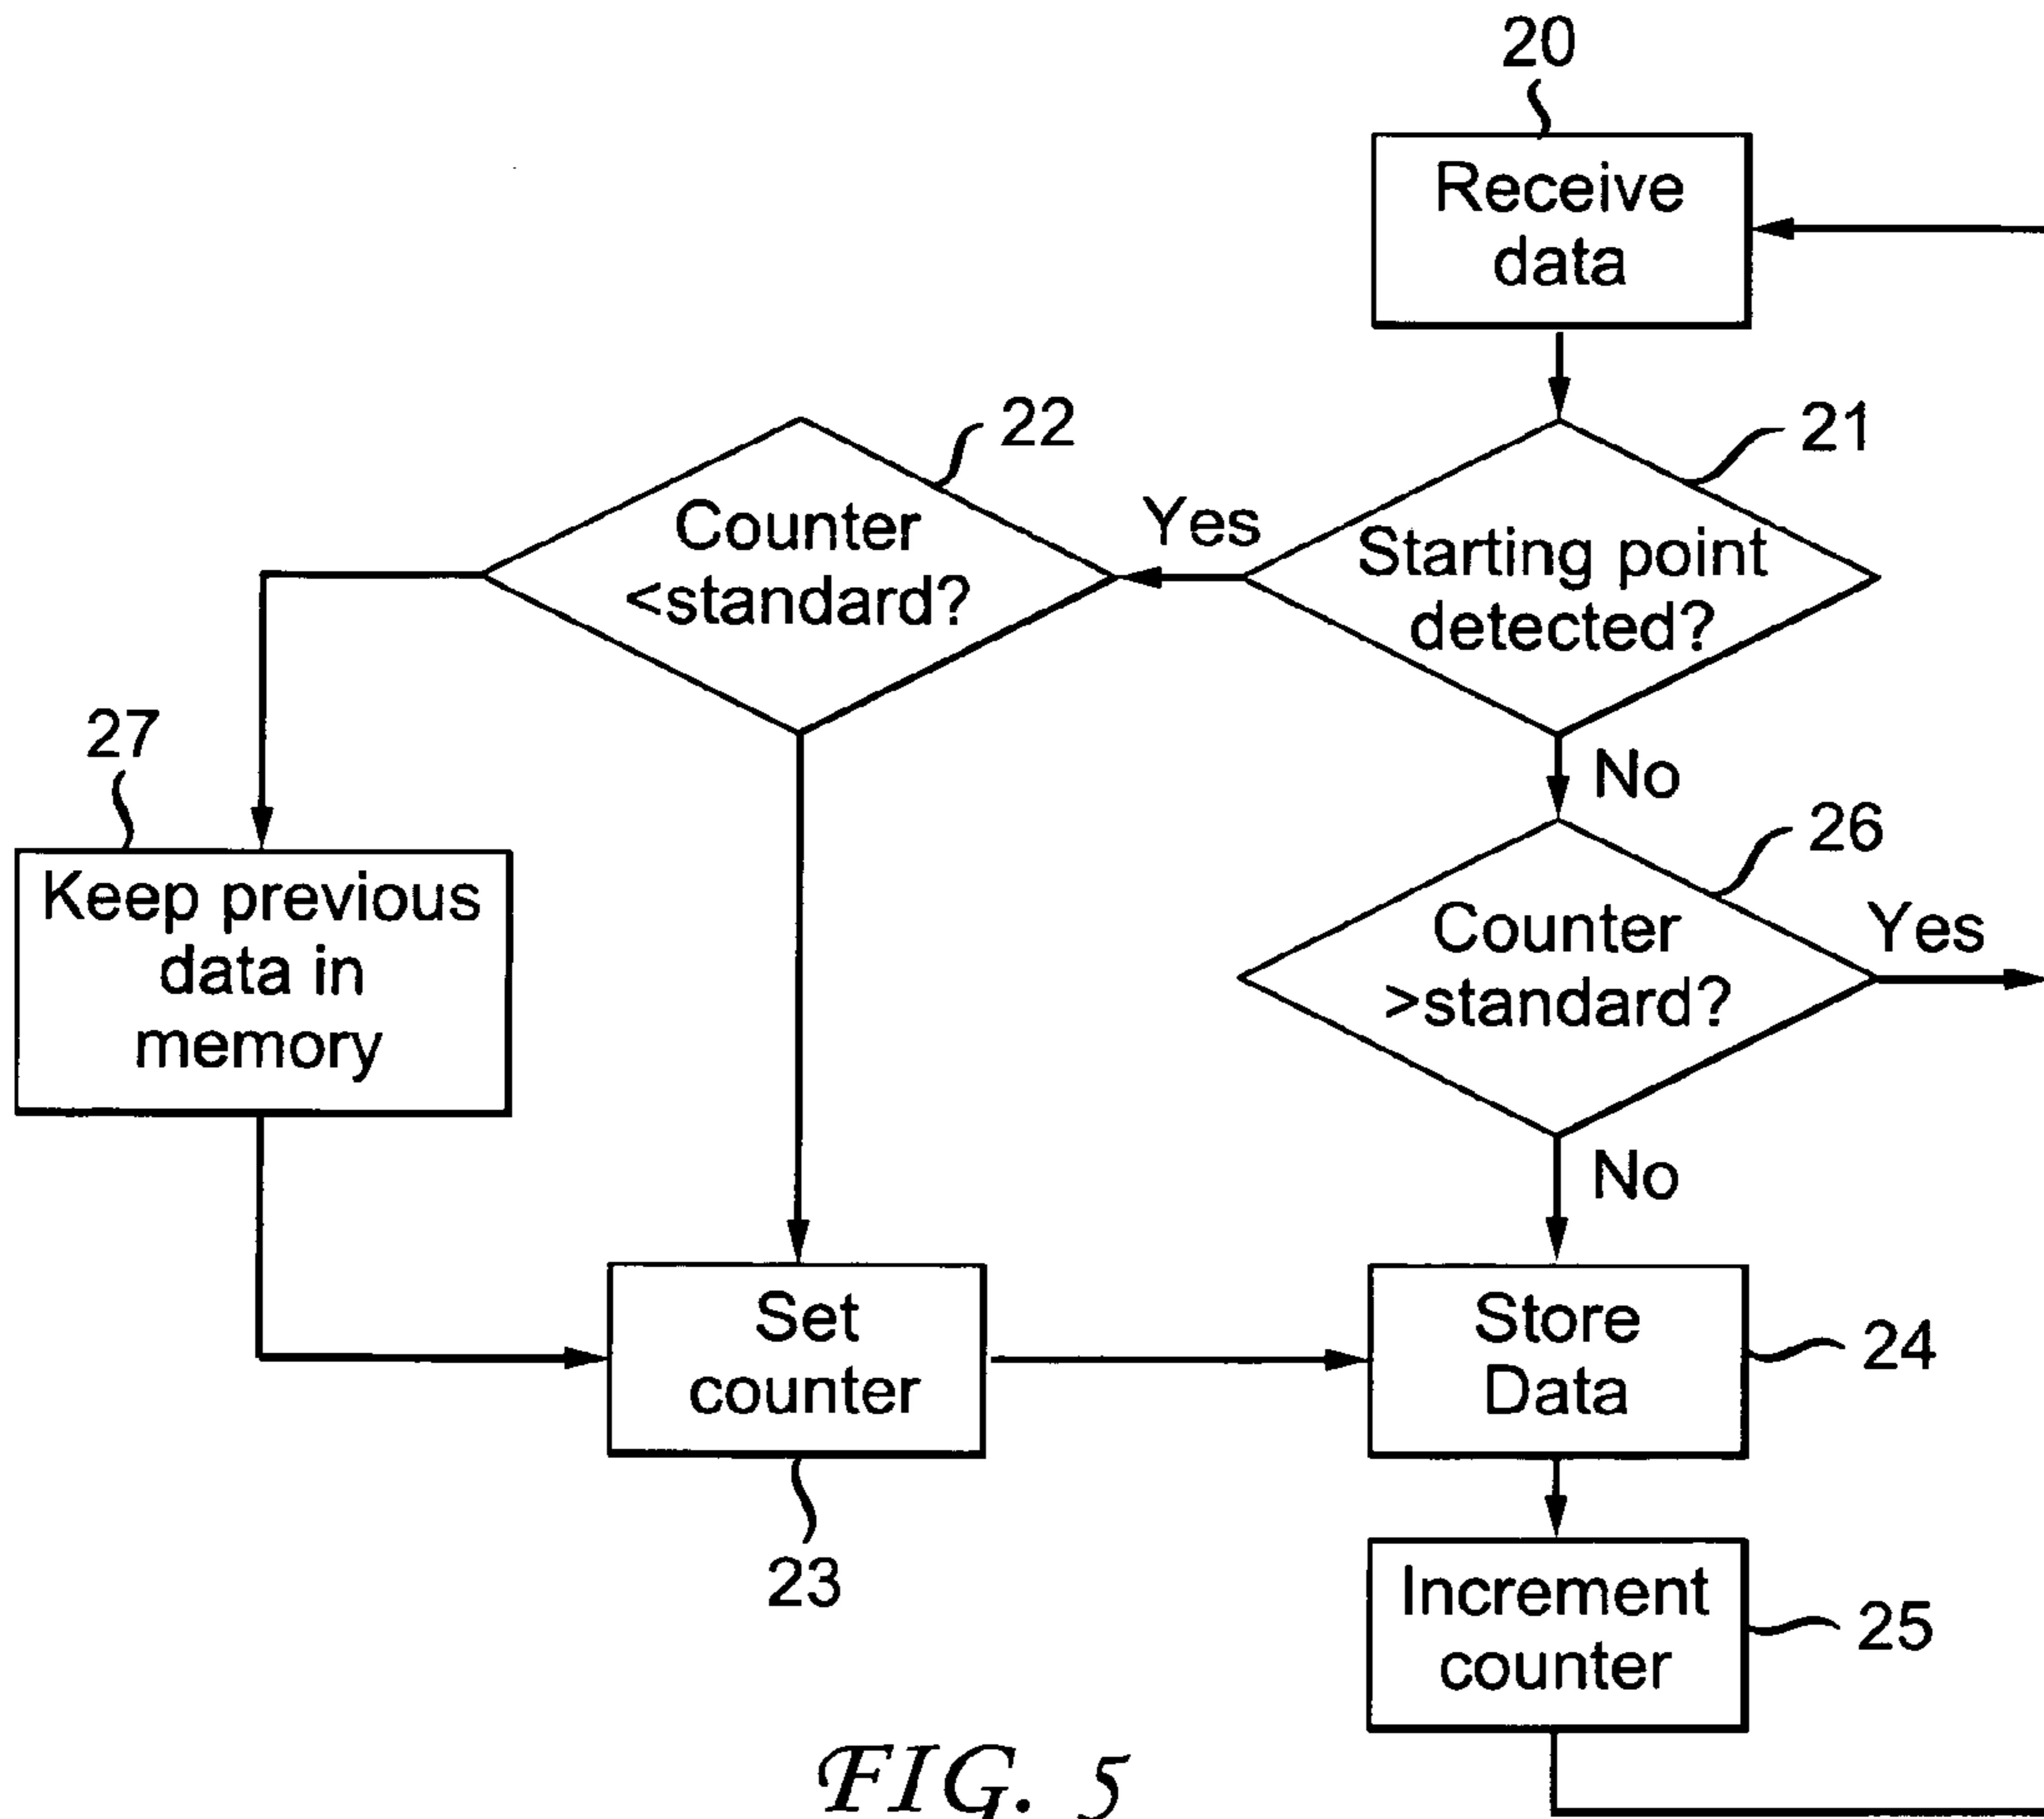 20
Receive
data
22
21
Counter
<standard?
Yes
Starting point
detected?
27
No
26
Keep previous
data in
memory
Counter
>standard?
Yes
No
Set
counter
Store
Data
24
23
Increment
counter
25
FIG. 5